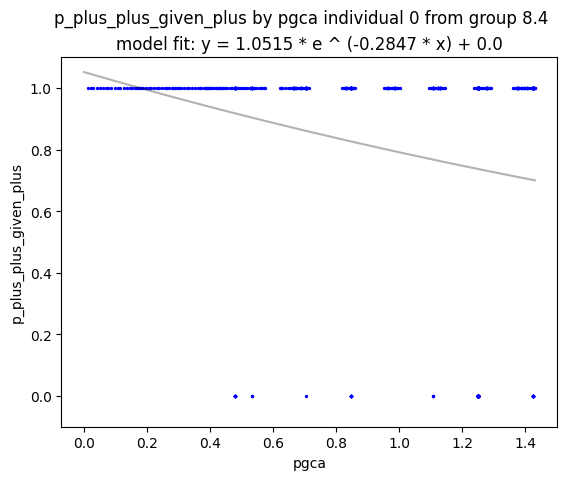 p_plus_plus_given_plus by pgca individual 0 from group 8.4
model fit: y = 1.0515 * e ^ (-0.2847 * x) + 0.0
1.0
0.8
0.6
0.4
0.2
0.0
p_plus_plus_given_plus
0.0 0.2 0.4 0.6 0.8 1.0 1.2 1.4
pgca